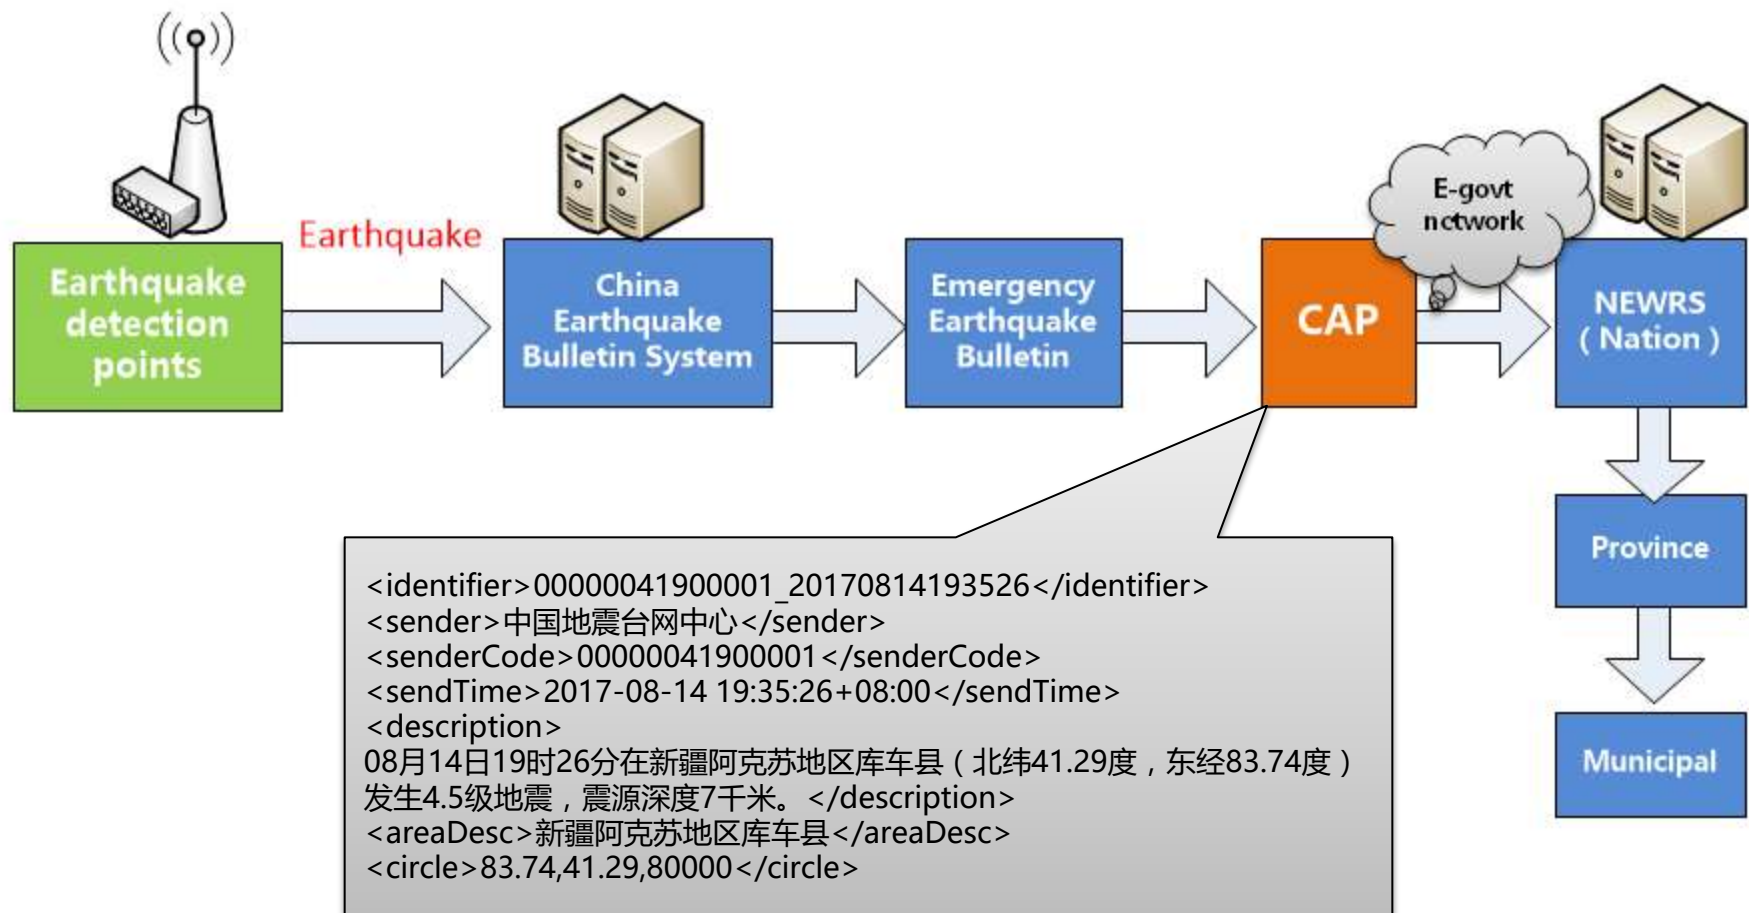 Earthquake
detection
points
Earthquake
China
Earthquake
Bulletin System
Emergency
Earthquake
Bulletin
CAP
E-govt
network
NEWRS
( Nation )
Province
Municipal
<identifier>00000041900001_20170814193526</identifier>
<sender>中国地震台网中心</sender>
<senderCode>00000041900001</senderCode>
<sendTime>2017-08-14 19:35:26+08:00</sendTime>
<description>
08月14日19时26分在新疆阿克苏地区库车县（北纬41.29度，东经83.74度）
发生4.5级地震，震源深度7千米。</description>
<areaDesc>新疆阿克苏地区库车县</areaDesc>
<circle>83.74,41.29,80000</circle>